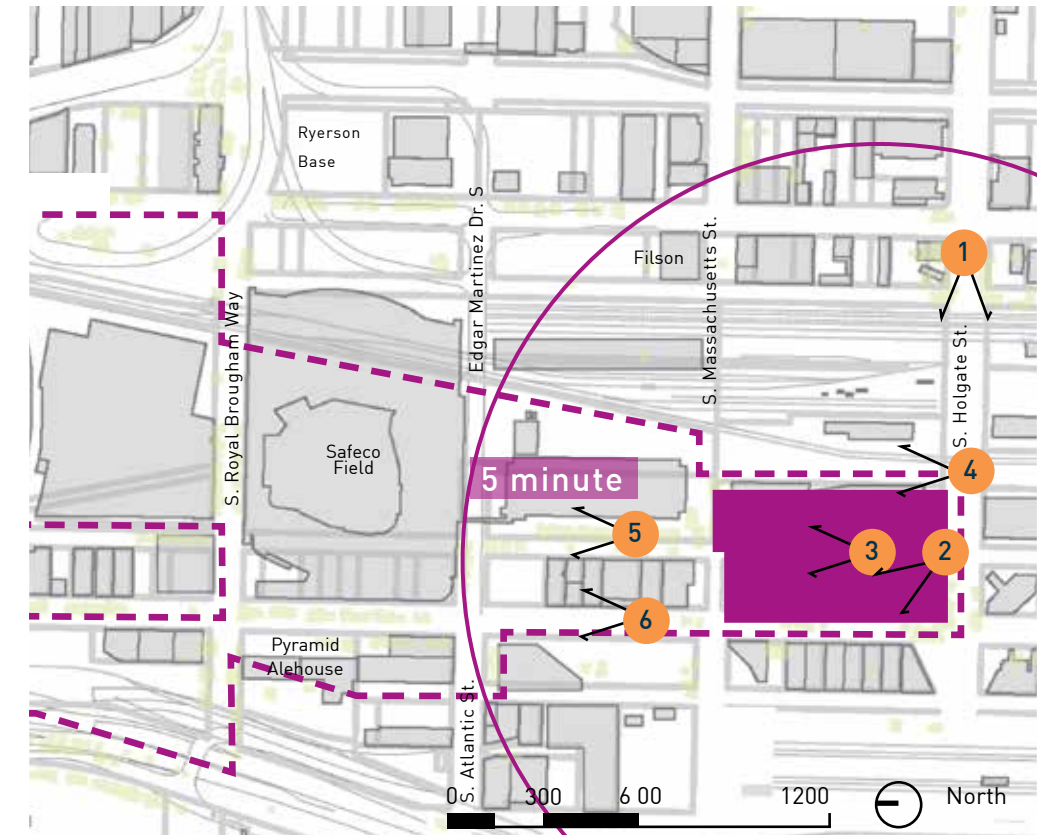 Ryerson
Base
Edgar Martinez Dr. S
Filson
S. Massachusetts St.
1
S. Royal Brougham Way
S. Holgate St.
Safeco
Field
5 minute
4
5
3
2
6
Pyramid
Alehouse
S. Atlantic St.
0
300
6 00
1200
North